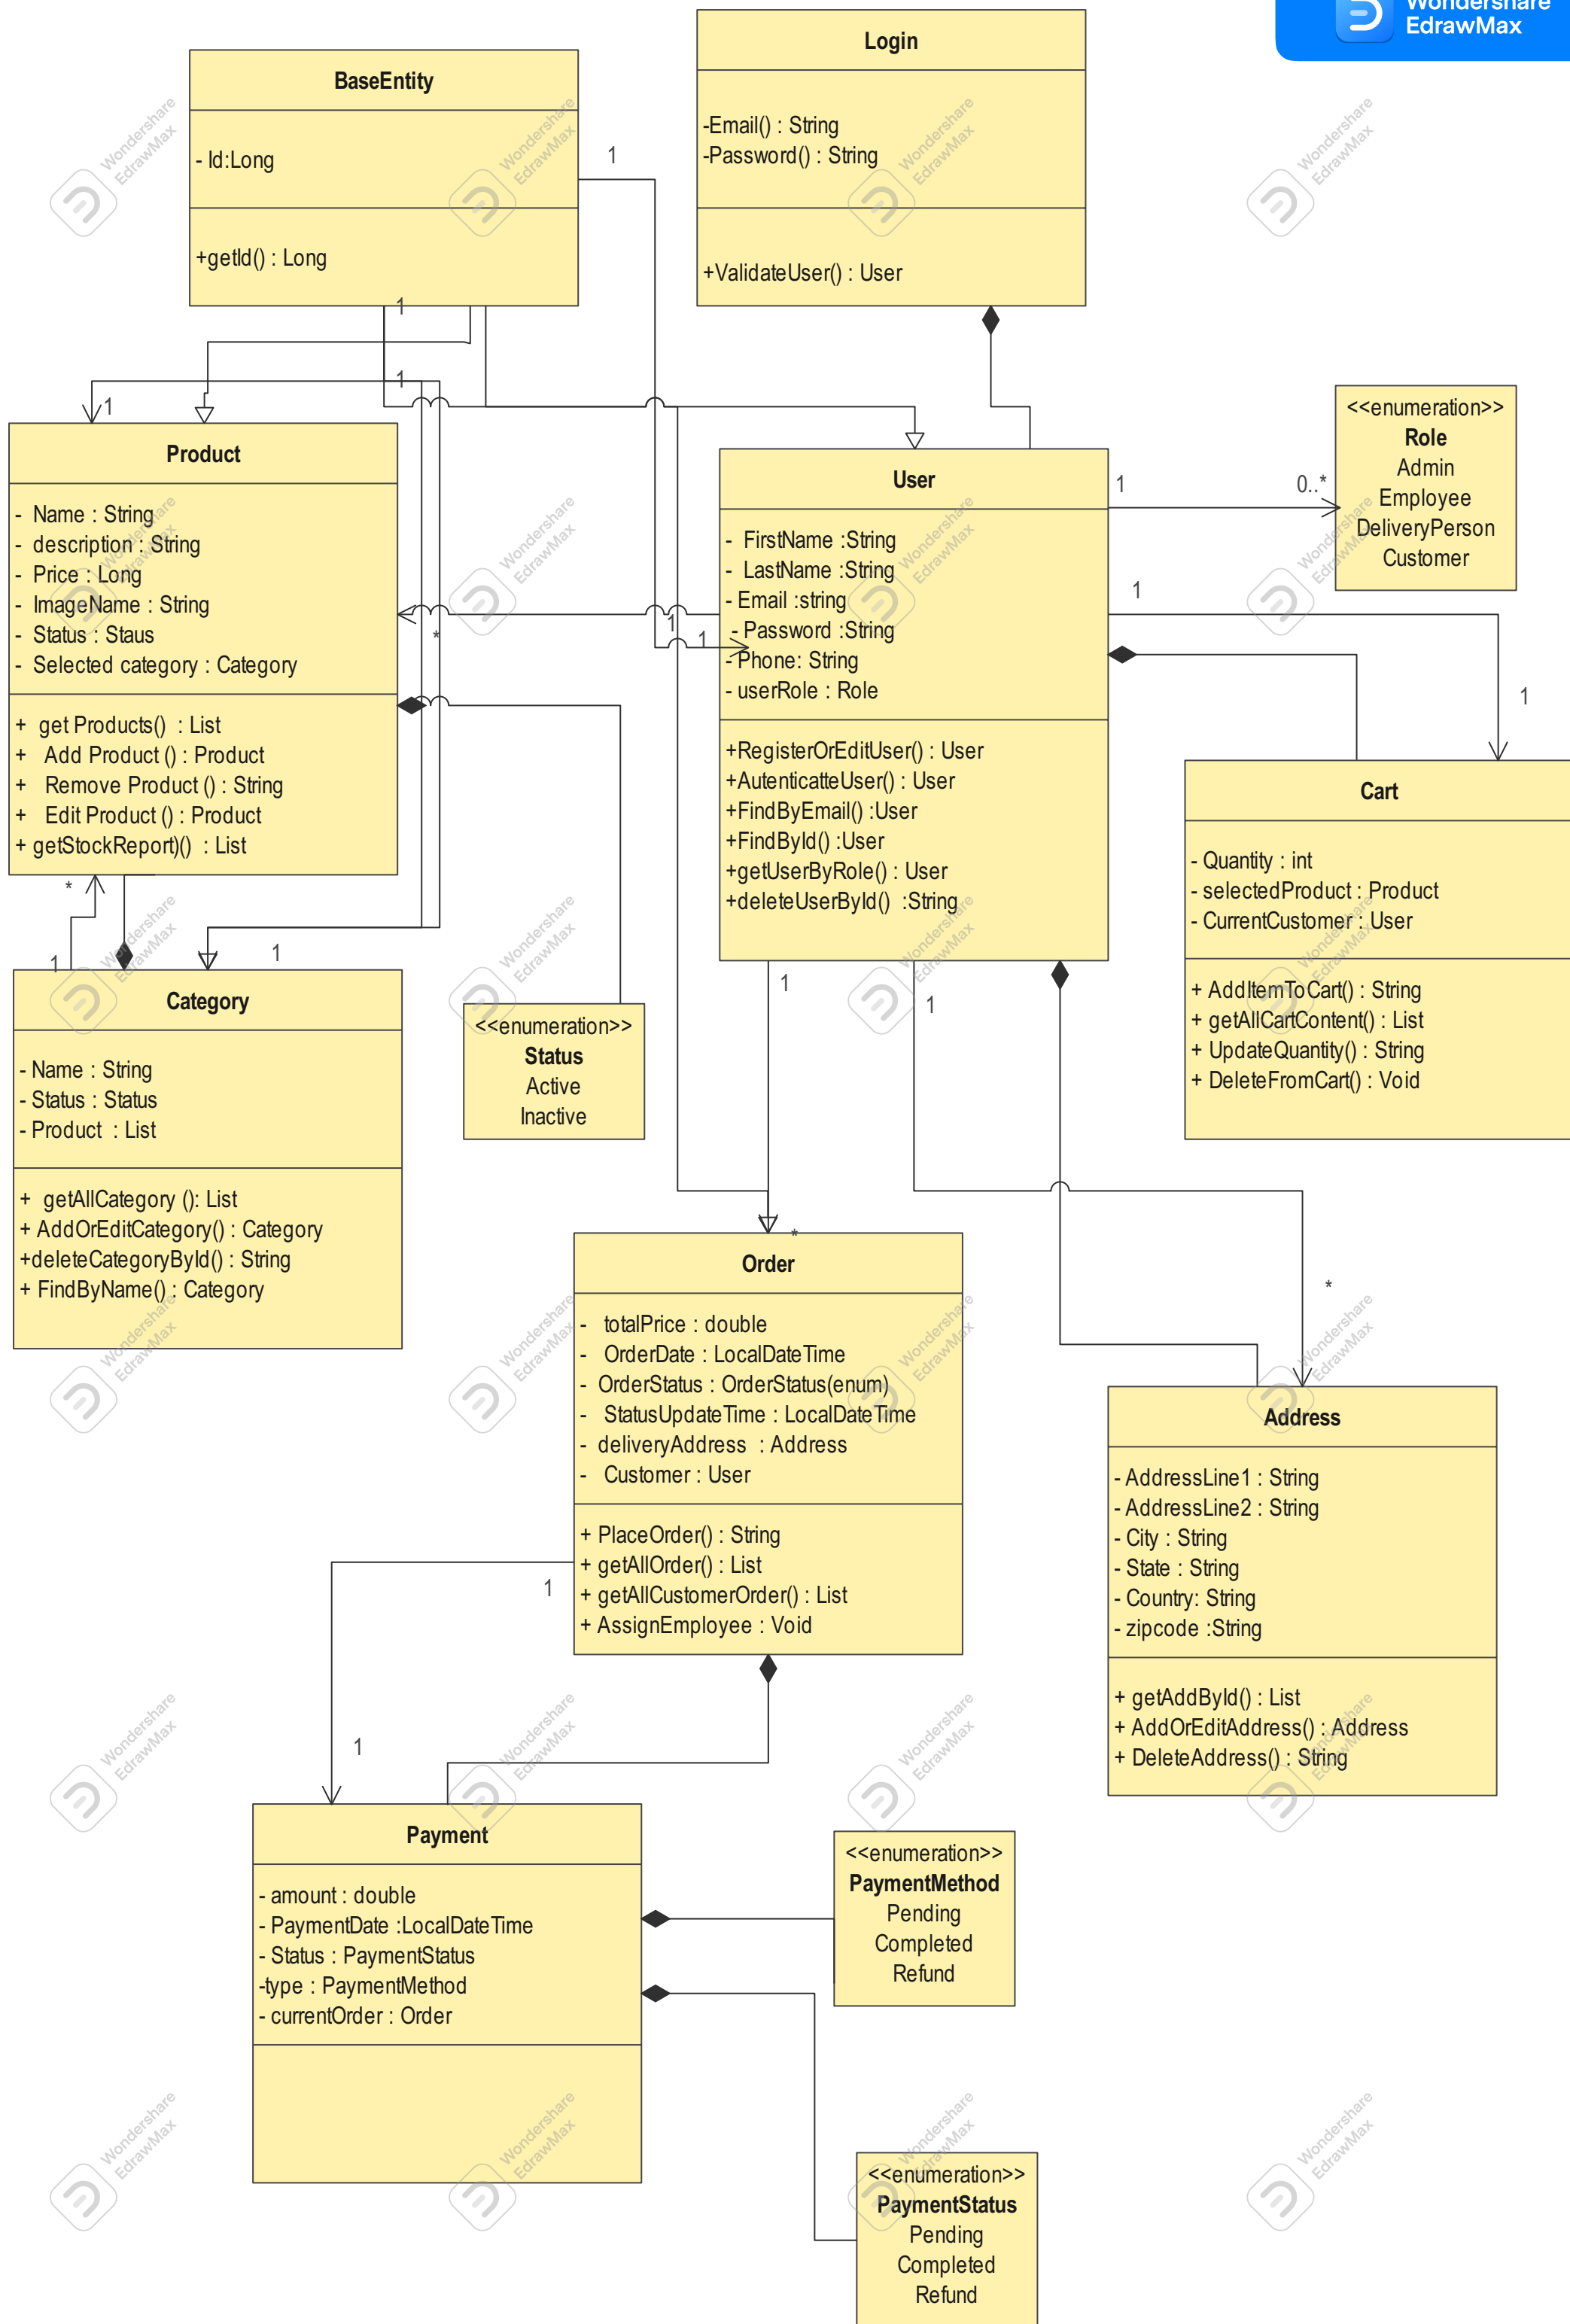 Wondershare
EdrawMax
BaseEntity
- Id:Long
+getId() : Long
Login
-Email() : String
-Password() : String
+ValidateUser() : User
1
1
1
1
Product
- Name : String
- description : String
- Price : Long
- ImageName : String
- Status : Staus
- Selected category : Category
+ get Products() : List
+ Add Product () : Product
+ Remove Product () : String
+ Edit Product () : Product
+ getStockReport)() : List
User
- FirstName :String
- LastName :String
- Email :string
- Password :String
- Phone: String
- userRole : Role
+RegisterOrEditUser() : User
+AutenticatteUser() : User
+FindByEmail() :User
+FindById() :User
+getUserByRole() : User
+deleteUserById() :String
<<enumeration>>
Role
Admin
Employee
DeliveryPerson
Customer
1
0..*
1
1
1
1
*
*
1
1
Cart
- Quantity : int
- selectedProduct : Product
- CurrentCustomer : User
+ AddItemToCart() : String
+ getAllCartContent() : List
+ UpdateQuantity() : String
+ DeleteFromCart() : Void
Category
- Name : String
- Status : Status
- Product : List
+ getAllCategory (): List
+ AddOrEditCategory() : Category
+deleteCategoryById() : String
+ FindByName() : Category
<<enumeration>>
Status
Active
Inactive
1
1
*
*
Order
- totalPrice : double
- OrderDate : LocalDateTime
- OrderStatus : OrderStatus(enum)
- StatusUpdateTime : LocalDateTime
- deliveryAddress : Address
- Customer : User
+ PlaceOrder() : String
+ getAllOrder() : List
+ getAllCustomerOrder() : List
+ AssignEmployee : Void
Address
- AddressLine1 : String
- AddressLine2 : String
- City : String
- State : String
- Country: String
- zipcode :String
+ getAddById() : List
+ AddOrEditAddress() : Address
+ DeleteAddress() : String
1
1
Payment
- amount : double
- PaymentDate :LocalDateTime
- Status : PaymentStatus
-type : PaymentMethod
- currentOrder : Order
<<enumeration>>
PaymentMethod
Pending
Completed
Refund
<<enumeration>>
PaymentStatus
Pending
Completed
Refund